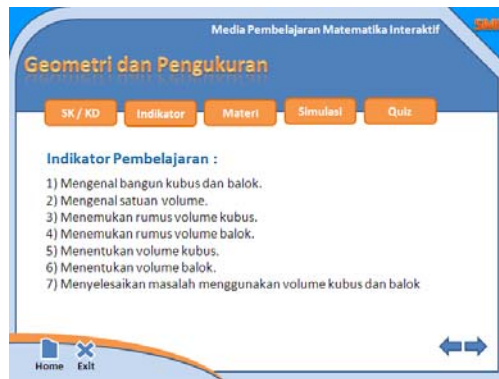 Media Pembelajaran Matematika Interaktif
Geometri dan Pengukuran
SK / KD Indikator Materi Simulasi Quiz
Indikator Pembelajaran :
1) Mengenal bangun kubus dan balok.
2) Mengenal satuan volume.
3) Menemukan rumus volume kubus.
4) Menemukan rumus volume balok.
5) Menentukan volume kubus.
6) Menentukan volume balok.
7) Menyelesaikan masalah menggunakan volume kubus dan balok
Home Exit